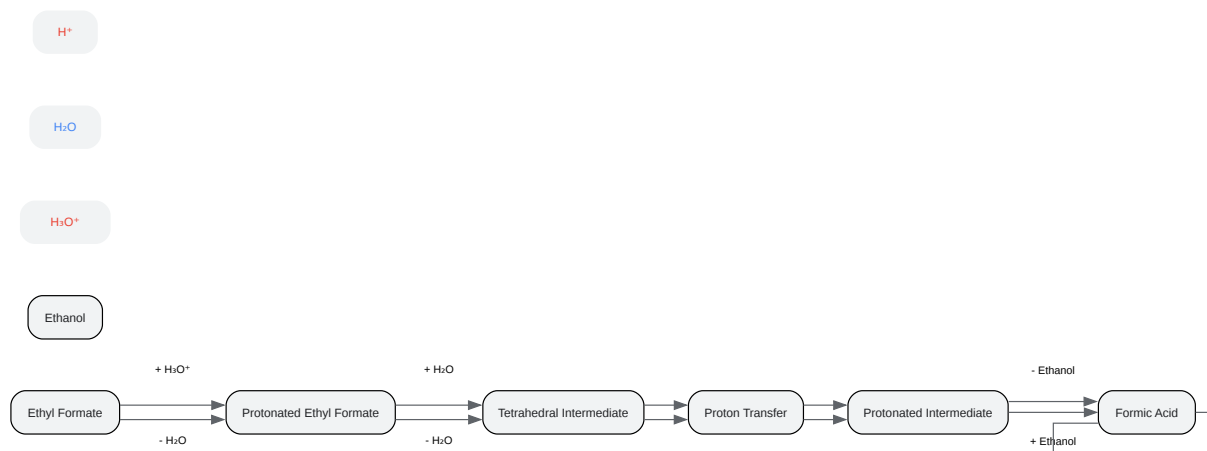 H⁺
H₂O
H₃O⁺
Ethanol
+ H₃O⁺
+ H₂O
- Ethanol
Ethyl Formate
Protonated Ethyl Formate
Tetrahedral Intermediate
Proton Transfer
Protonated Intermediate
Formic Acid
- H₂O
- H₂O
+ Ethanol